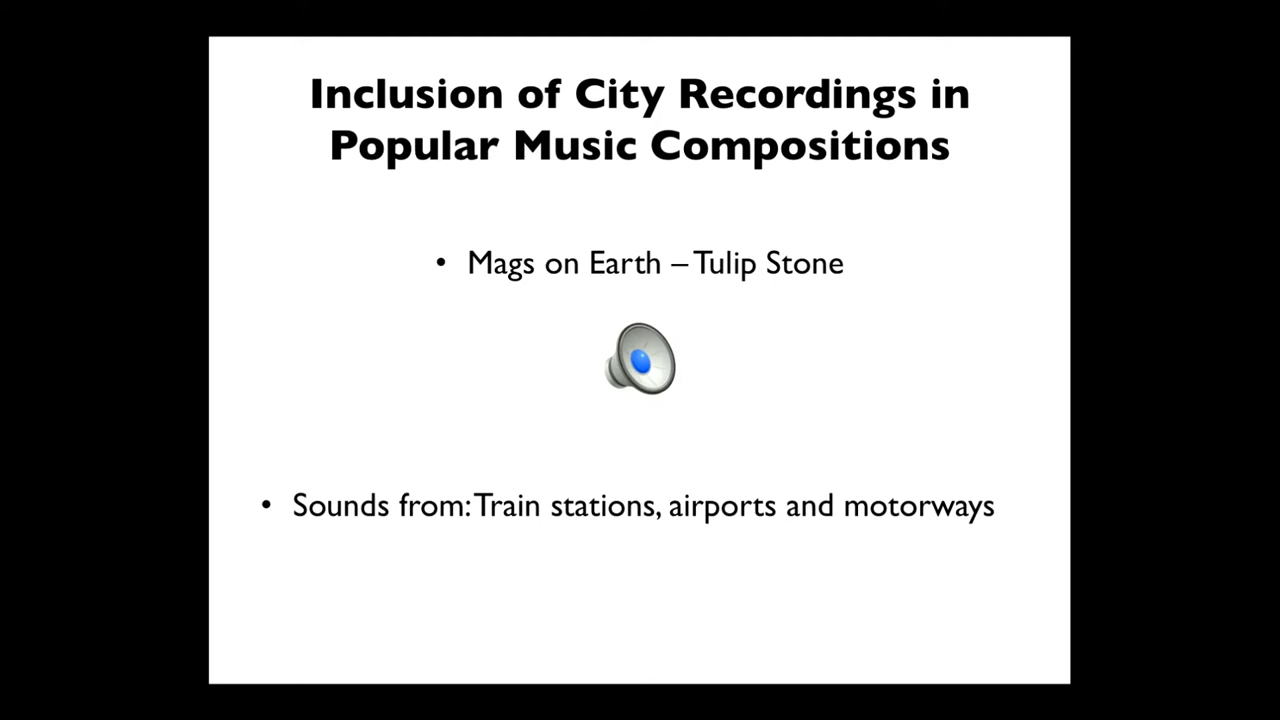 Inclusion of City Recordings in
Popular Music Compositions
• Mags on Earth – Tulip Stone
• Sounds from: Train stations, airports and motorways